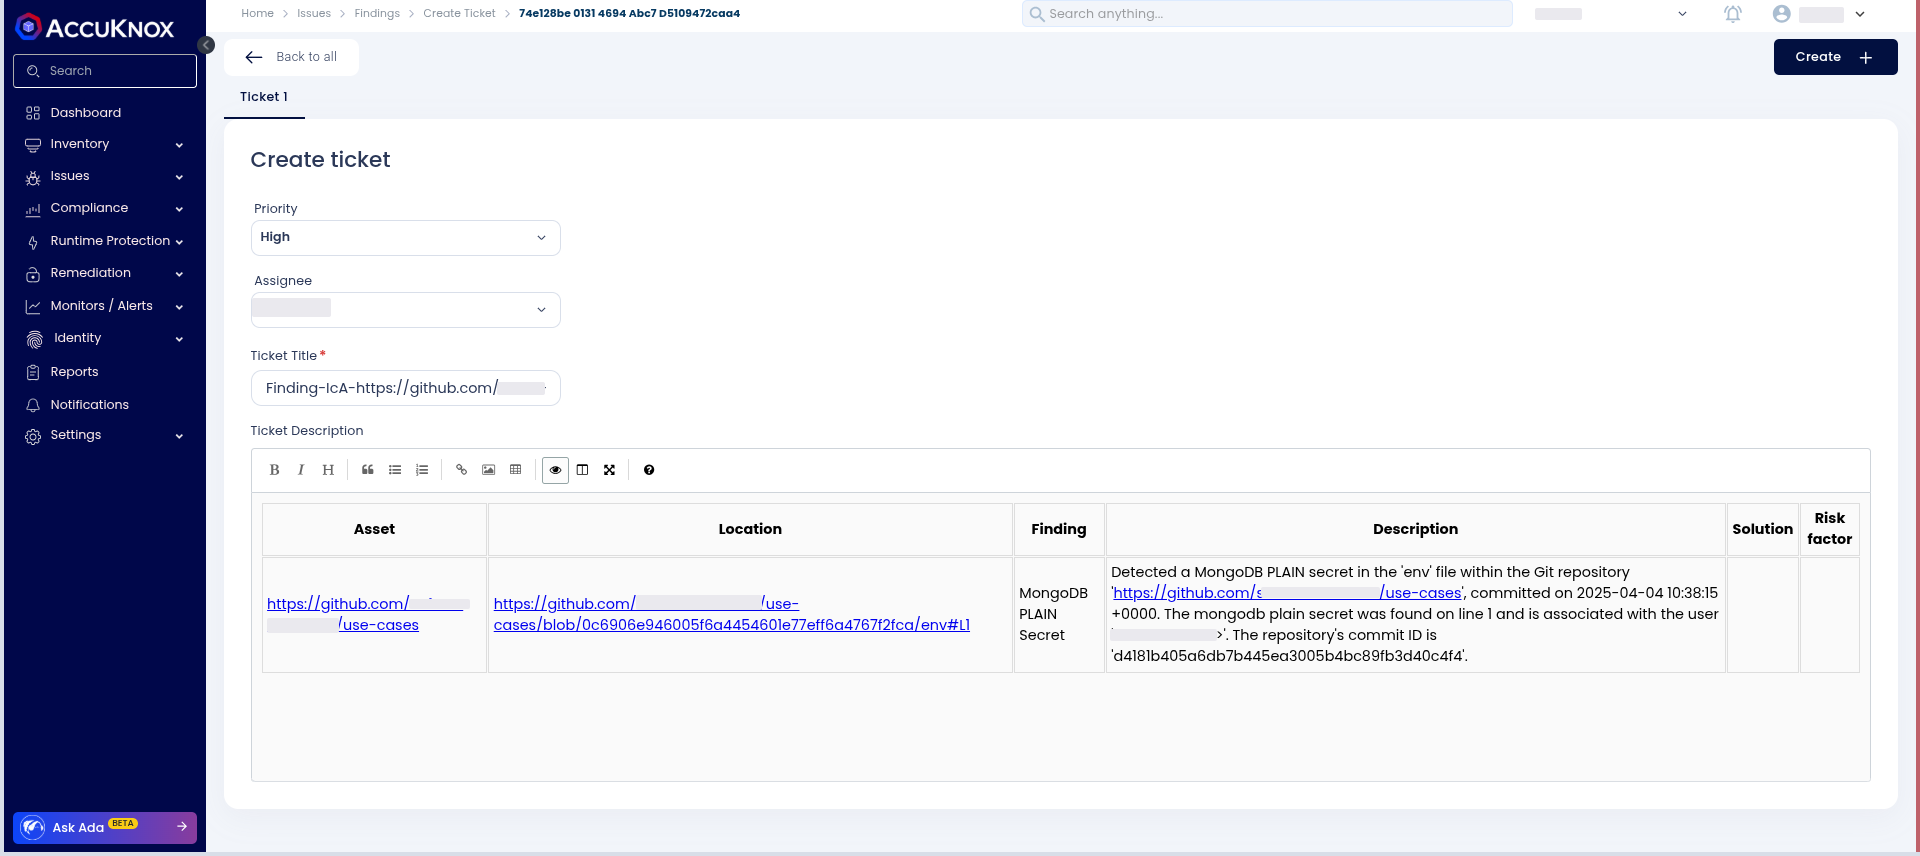 ACCUKNOX
Home > Issues > Findings > Create Ticket > 74e128be 0131 4694 Abc7 D5109472caa4
Search anything...
Search
Dashboard
Inventory
Issues
Compliance
Runtime Protection
Remediation
Monitors / Alerts
Identity
Reports
Notifications
Settings
Ask Ada BETA
Back to all
Create +
Ticket 1
Create ticket
Priority
High
Assignee
Ticket Title *
Finding-IcA-https://github.com/
Ticket Description
B I H
Asset Location Finding Description Solution Risk factor
https://github.com/
/use-cases
https://github.com/ /use-
cases/blob/0c6906e946005f6a4454601e77eff6a4767f2fca/env#L1
MongoDB
PLAIN
Secret
Detected a MongoDB PLAIN secret in the 'env' file within the Git repository
'https://github.com/s /use-cases', committed on 2025-04-04 10:38:15
+0000. The mongodb plain secret was found on line 1 and is associated with the user
>'. The repository's commit ID is
'd4181b405a6db7b445ea3005b4bc89fb3d40c4f4'.